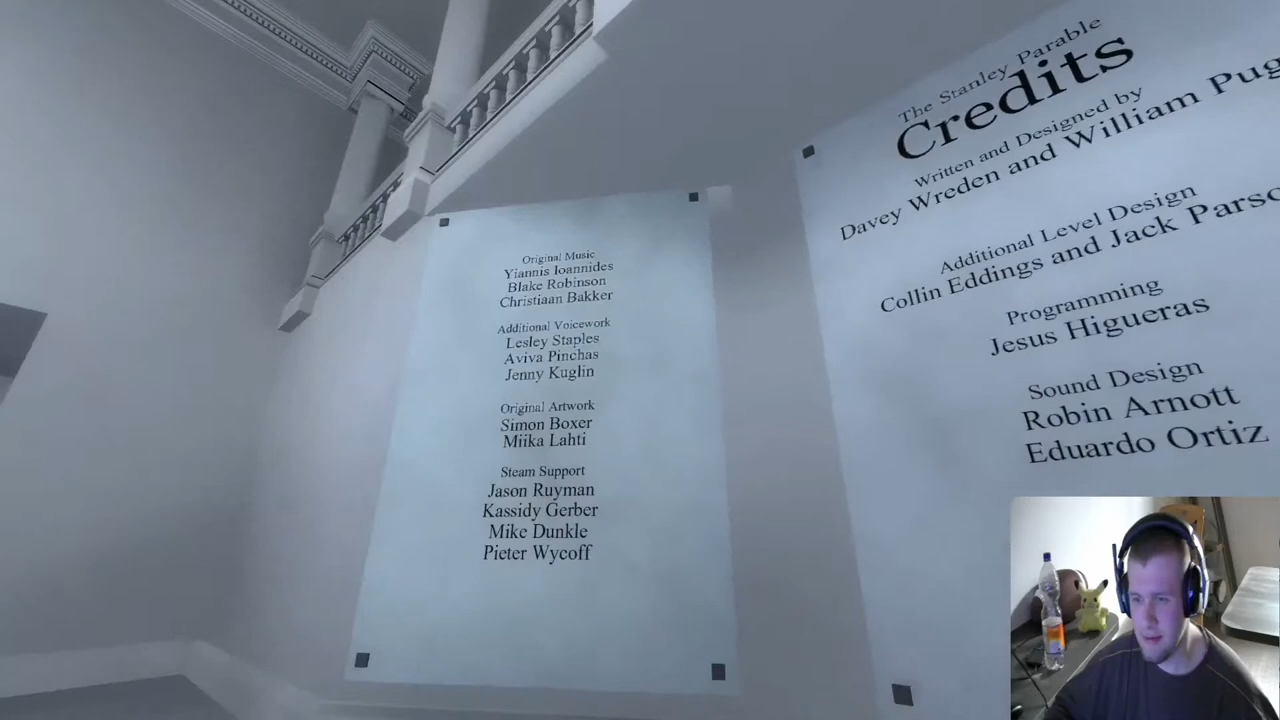 Original Music
Yiannis Ioannides
Blake Robinson
Christiaan Bakker
Additional Voicework
Lesley Staples
Aviva Pinchas
Jenny Kuglin
Original Artwork
Simon Boxer
Miika Lahti
Steam Support
Jason Ruyman
Kassidy Gerber
Mike Dunkle
Pieter Wycoff
The Stanley Parable
Credits
Written and Designed by
Davey Wreden and William Pug
Additional Level Design
Collin Eddings and Jack Parso
Programming
Jesus Higueras
Sound Design
Robin Arnott
Eduardo Ortiz